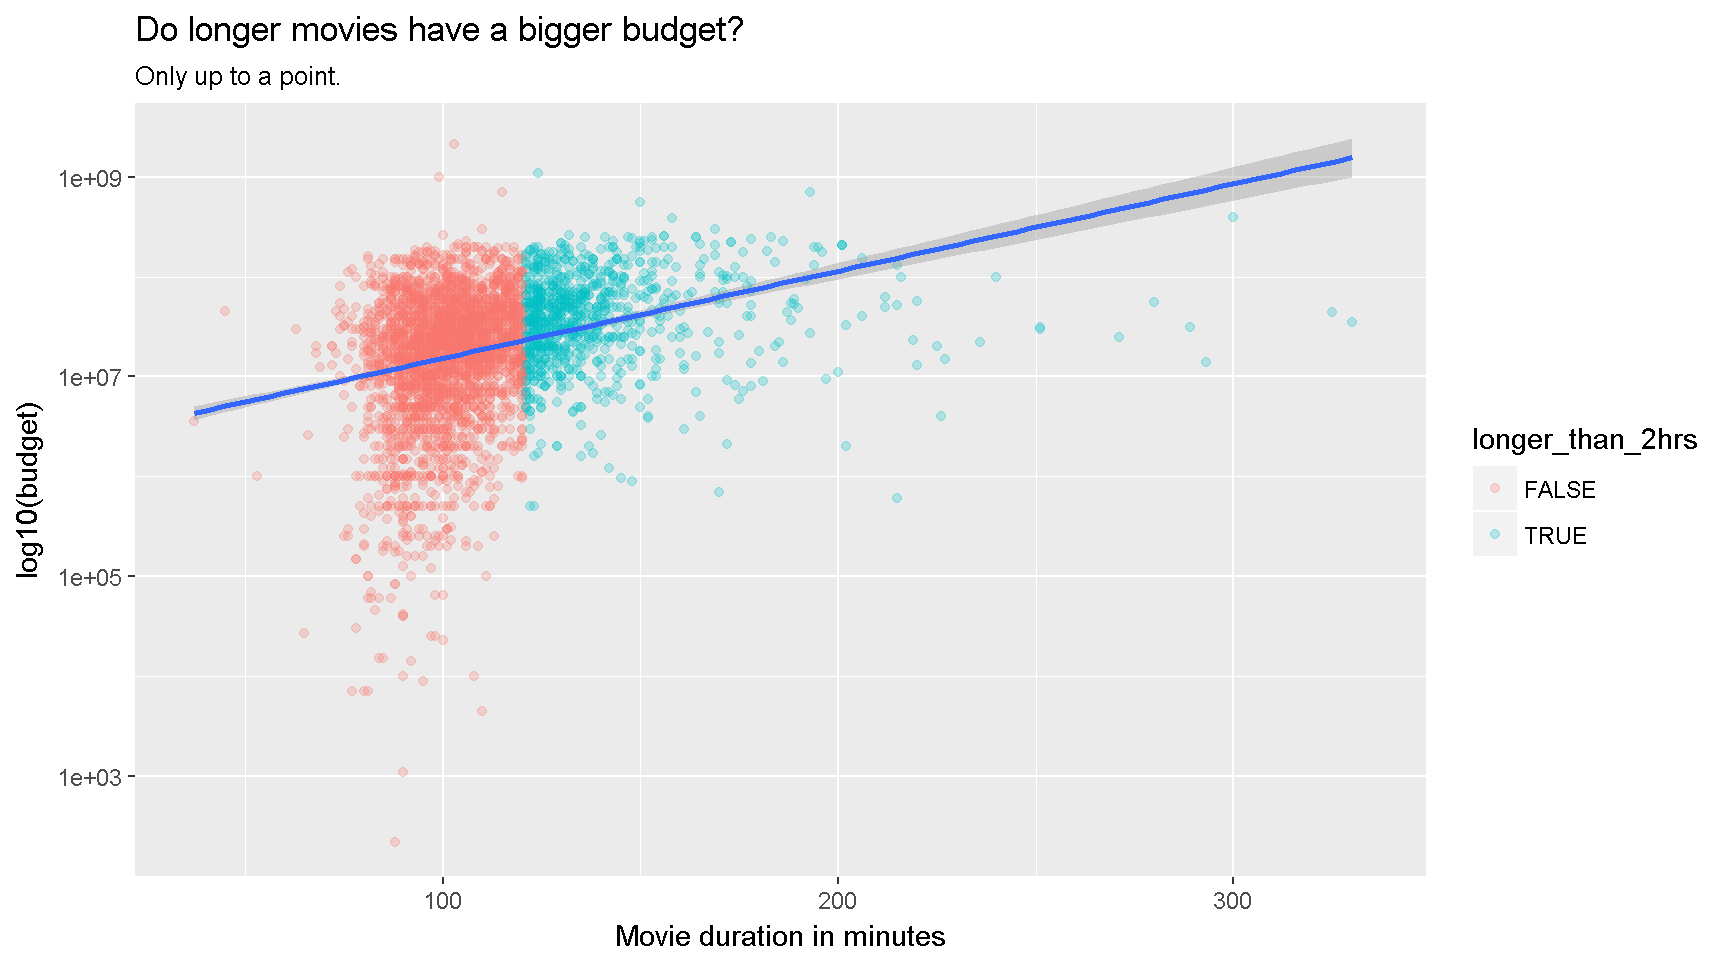 Do longer movies have a bigger budget?
Only up to a point.
1e+09
1e+07
1e+05
1e+03
log10(budget)
100 200 300
Movie duration in minutes
longer_than_2hrs
FALSE
TRUE